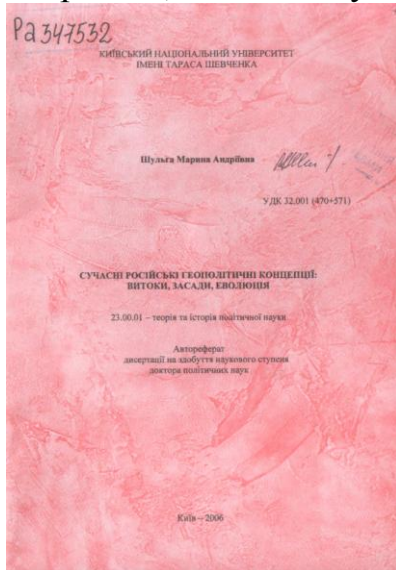 Ра347532
КИЇВСЬКИЙ НАЦІОНАЛЬНИЙ УНІВЕРСИТЕТ
ІМЕНІ ТАРАСА ШЕВЧЕНКА
Шульга Марина Андріївна
УДК 32.001 (470+571)
СУЧАСНІ РОСІЙСЬКІ ГЕОПОЛІТИЧНІ КОНЦЕПЦІЇ:
ВИТОКИ, ЗАСАДИ, ЕВОЛЮЦІЯ
23.00.01 – теорія та історія політичної науки
Автореферат
дисертації на здобуття наукового ступеня
доктора політичних наук
Київ – 2006